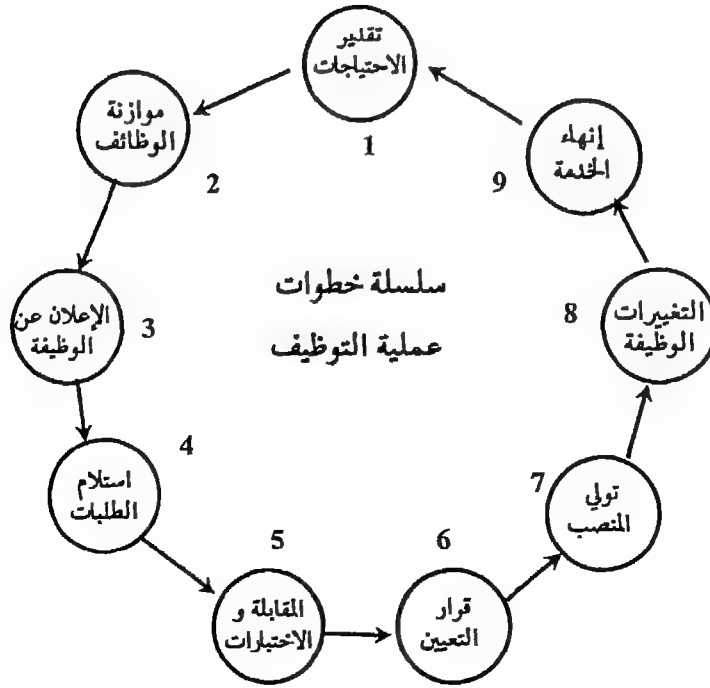 تقدير
الاحتياجات
1
موازنة
الوظائف
2
الإعلان عن
الوظيفة
3
استلام
الطلبات
4
المقابلة و
الاختبارات
5
قرار
التعيين
6
تولي
المنصب
7
التغييرات
الوظيفة
8
إنهاء
الخدمة
9
سلسلة خطوات
عملية التوظيف